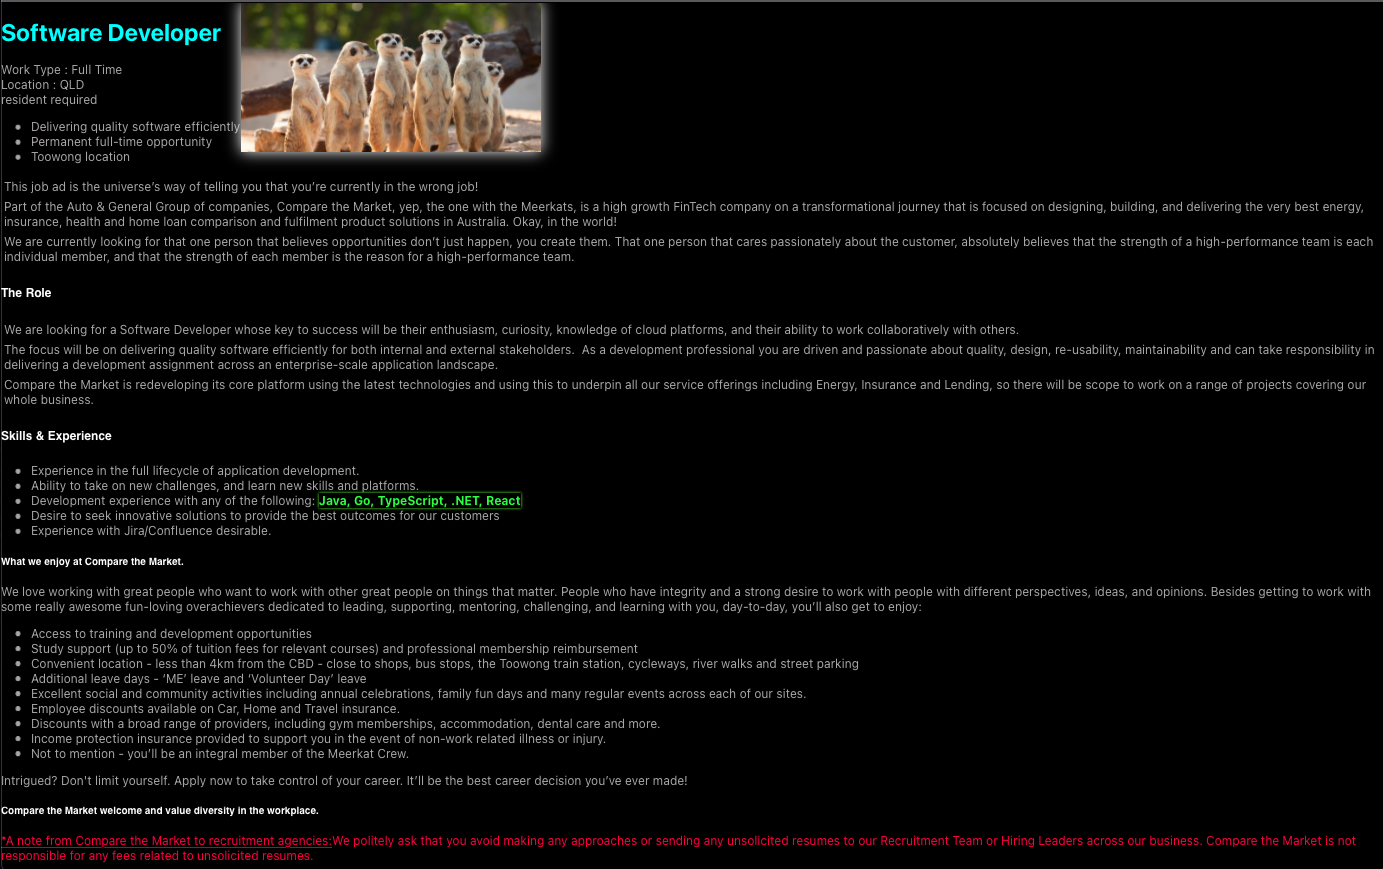 Software Developer
Work Type : Full Time
Location : QLD
resident required
Delivering quality software efficiently
Permanent full-time opportunity
Toowong location
This job ad is the universe’s way of telling you that you’re currently in the wrong job!
Part of the Auto & General Group of companies, Compare the Market, yep, the one with the Meerkats, is a high growth FinTech company on a transformational journey that is focused on designing, building, and delivering the very best energy,
insurance, health and home loan comparison and fulfilment product solutions in Australia. Okay, in the world!
We are currently looking for that one person that believes opportunities don’t just happen, you create them. That one person that cares passionately about the customer, absolutely believes that the strength of a high-performance team is each
individual member, and that the strength of each member is the reason for a high-performance team.
The Role
We are looking for a Software Developer whose key to success will be their enthusiasm, curiosity, knowledge of cloud platforms, and their ability to work collaboratively with others.
The focus will be on delivering quality software efficiently for both internal and external stakeholders.  As a development professional you are driven and passionate about quality, design, re-usability, maintainability and can take responsibility in
delivering a development assignment across an enterprise-scale application landscape.
Compare the Market is redeveloping its core platform using the latest technologies and using this to underpin all our service offerings including Energy, Insurance and Lending, so there will be scope to work on a range of projects covering our
whole business.
Skills & Experience
Experience in the full lifecycle of application development.
Ability to take on new challenges, and learn new skills and platforms.
Development experience with any of the following: Java, Go, TypeScript, .NET, React
Desire to seek innovative solutions to provide the best outcomes for our customers
Experience with Jira/Confluence desirable.
What we enjoy at Compare the Market.
We love working with great people who want to work with other great people on things that matter. People who have integrity and a strong desire to work with people with different perspectives, ideas, and opinions. Besides getting to work with
some really awesome fun-loving overachievers dedicated to leading, supporting, mentoring, challenging, and learning with you, day-to-day, you’ll also get to enjoy:
Access to training and development opportunities
Study support (up to 50% of tuition fees for relevant courses) and professional membership reimbursement
Convenient location - less than 4km from the CBD - close to shops, bus stops, the Toowong train station, cycleways, river walks and street parking
Additional leave days - ‘ME’ leave and ‘Volunteer Day’ leave
Excellent social and community activities including annual celebrations, family fun days and many regular events across each of our sites.
Employee discounts available on Car, Home and Travel insurance.
Discounts with a broad range of providers, including gym memberships, accommodation, dental care and more.
Income protection insurance provided to support you in the event of non-work related illness or injury.
Not to mention - you’ll be an integral member of the Meerkat Crew.
Intrigued? Don't limit yourself. Apply now to take control of your career. It’ll be the best career decision you’ve ever made!
Compare the Market welcome and value diversity in the workplace.
*A note from Compare the Market to recruitment agencies:We politely ask that you avoid making any approaches or sending any unsolicited resumes to our Recruitment Team or Hiring Leaders across our business. Compare the Market is not
responsible for any fees related to unsolicited resumes.